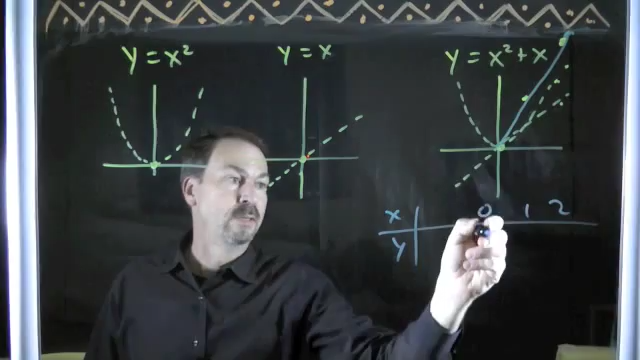 y = x²
y = x
y = x² + x
x 0 1 2
y